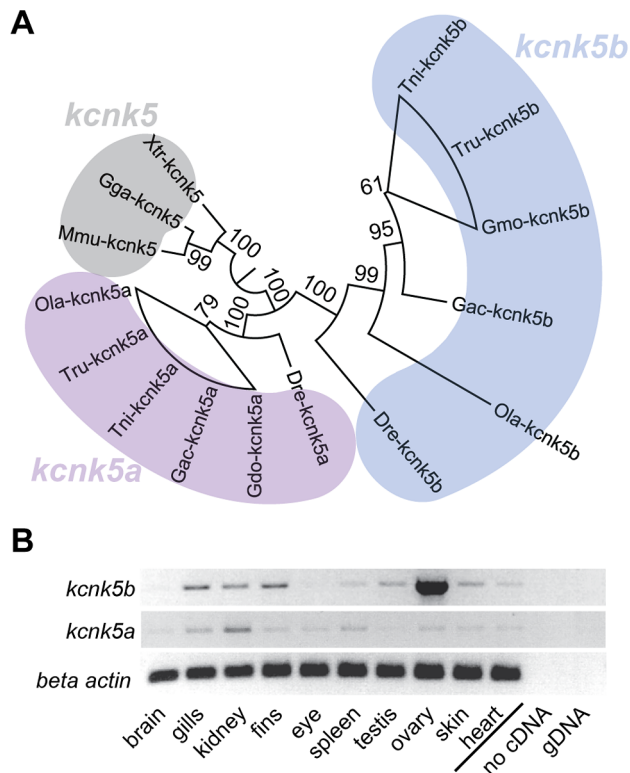 A
kcnk5b
kcnk5
Tni-kcnk5b
Tru-kcnk5b
Gmo-kcnk5b
Gac-kcnk5b
Ola-kcnk5b
Dre-kcnk5b
Xtr-kcnk5
Gga-kcnk5
Mmu-kcnk5
61
95
99
100
100
99
100
100
79
Ola-kcnk5a
Tru-kcnk5a
Tni-kcnk5a
Gac-kcnk5a
Gdo-kcnk5a
Dre-kcnk5a
kcnk5a
B
kcnk5b
kcnk5a
beta actin
brain
gills
kidney
fins
eye
spleen
testis
ovary
skin
heart
no cDNA
gDNA